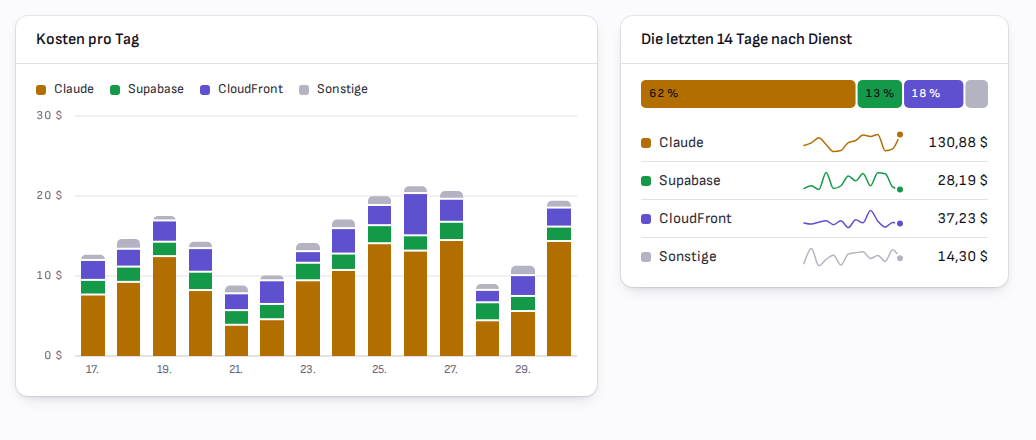 Kosten pro Tag
Claude Supabase CloudFront Sonstige
30 $
20 $
10 $
0 $
17. 19. 21. 23. 25. 27. 29.
Die letzten 14 Tage nach Dienst
62 % 13 % 18 %
Claude 130,88 $
Supabase 28,19 $
CloudFront 37,23 $
Sonstige 14,30 $